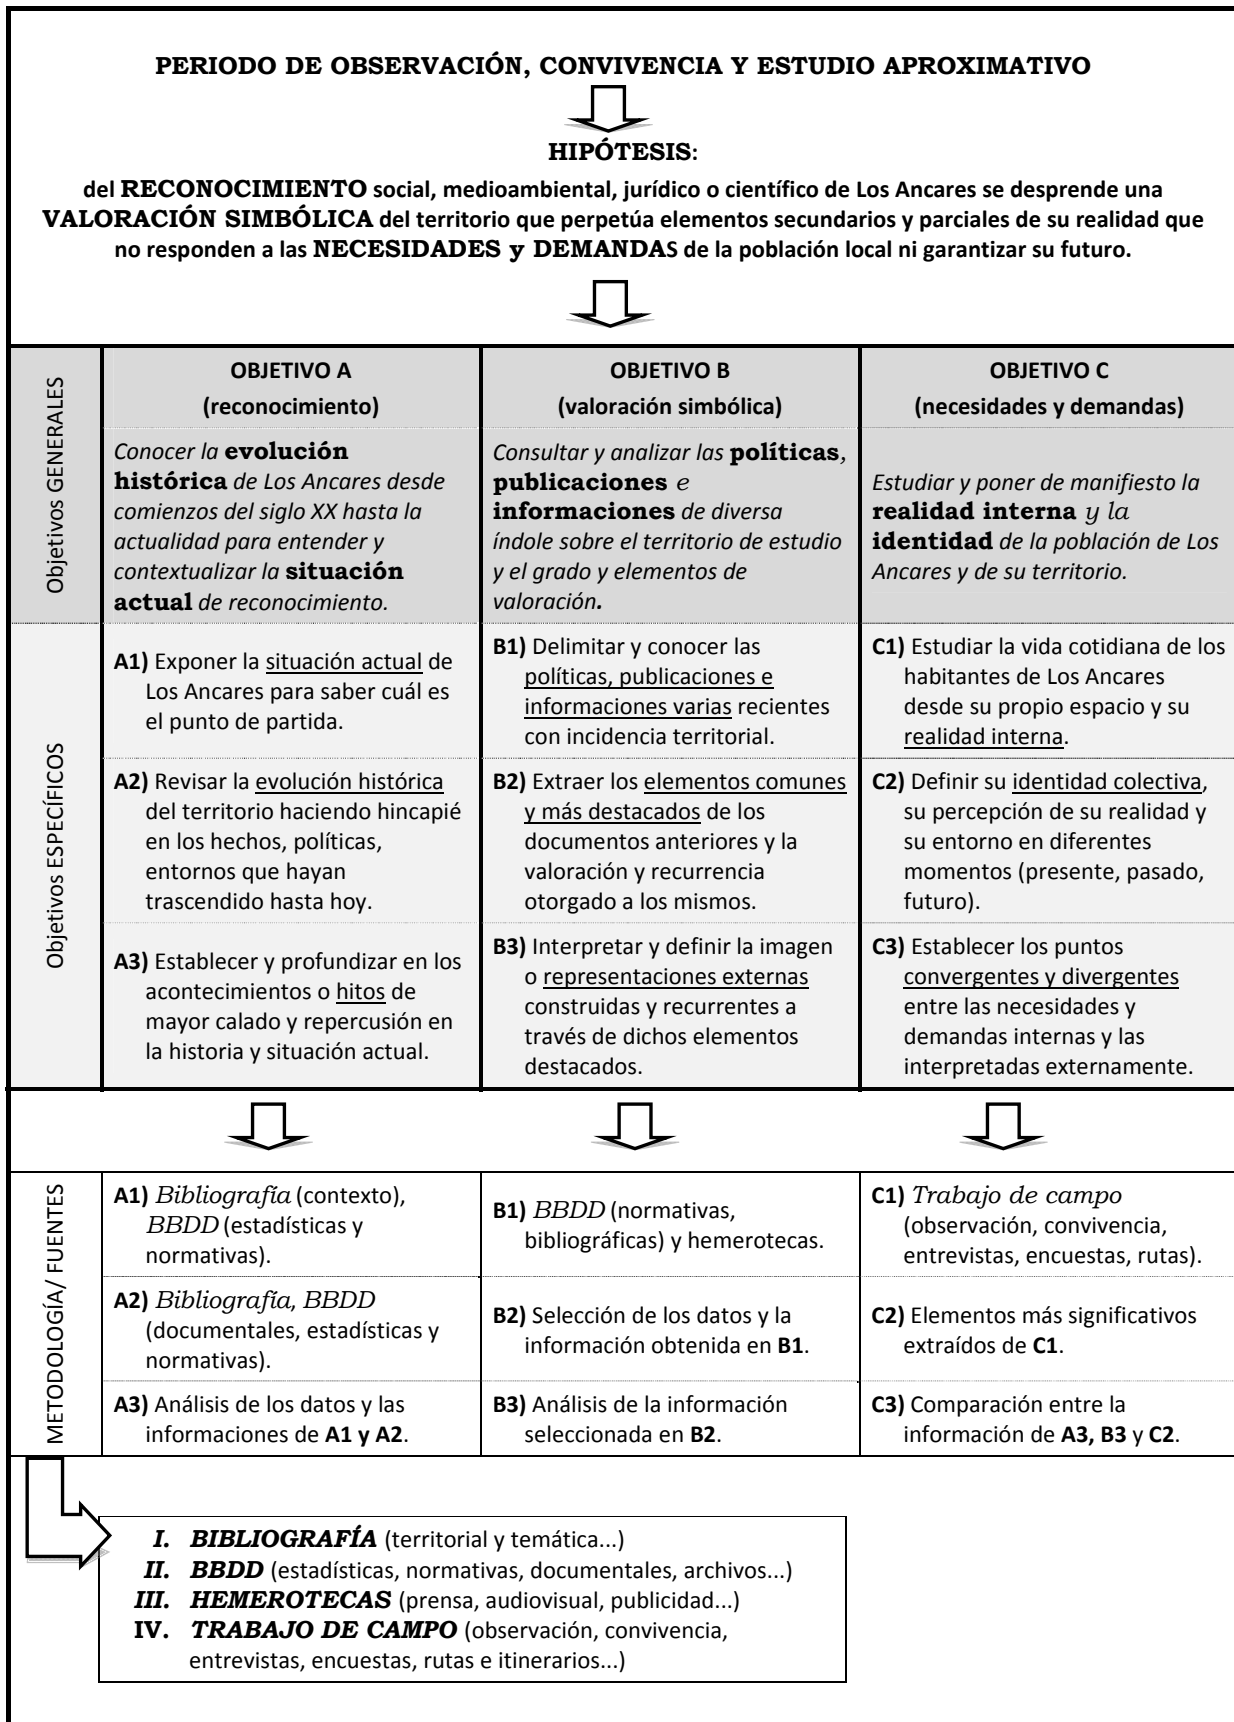 PERIODO DE OBSERVACIÓN, CONVIVENCIA Y ESTUDIO APROXIMATIVO
HIPÓTESIS:
del RECONOCIMIENTO social, medioambiental, jurídico o científico de Los Ancares se desprende una
VALORACIÓN SIMBÓLICA del territorio que perpetúa elementos secundarios y parciales de su realidad que
no responden a las NECESIDADES y DEMANDAS de la población local ni garantizar su futuro.
Objetivos GENERALES
OBJETIVO A
(reconocimiento)
Conocer la evolución
histórica de Los Ancares desde
comienzos del siglo XX hasta la
actualidad para entender y
contextualizar la situación
actual de reconocimiento.
OBJETIVO B
(valoración simbólica)
Consultar y analizar las políticas,
publicaciones e
informaciones de diversa
índole sobre el territorio de estudio
y el grado y elementos de
valoración.
OBJETIVO C
(necesidades y demandas)
Estudiar y poner de manifiesto la
realidad interna y la
identidad de la población de Los
Ancares y de su territorio.
Objetivos ESPECÍFICOS
A1) Exponer la situación actual de
Los Ancares para saber cuál es
el punto de partida.
B1) Delimitar y conocer las
políticas, publicaciones e
informaciones varias recientes
con incidencia territorial.
C1) Estudiar la vida cotidiana de los
habitantes de Los Ancares
desde su propio espacio y su
realidad interna.
A2) Revisar la evolución histórica
del territorio haciendo hincapié
en los hechos, políticas,
entornos que hayan
trascendido hasta hoy.
B2) Extraer los elementos comunes
y más destacados de los
documentos anteriores y la
valoración y recurrencia
otorgado a los mismos.
C2) Definir su identidad colectiva,
su percepción de su realidad y
su entorno en diferentes
momentos (presente, pasado,
futuro).
A3) Establecer y profundizar en los
acontecimientos o hitos de
mayor calado y repercusión en
la historia y situación actual.
B3) Interpretar y definir la imagen
o representaciones externas
construidas y recurrentes a
través de dichos elementos
destacados.
C3) Establecer los puntos
convergentes y divergentes
entre las necesidades y
demandas internas y las
interpretadas externamente.
METODOLOGÍA/ FUENTES
A1) Bibliografía (contexto),
BBDD (estadísticas y
normativas).
B1) BBDD (normativas,
bibliográficas) y hemerotecas.
C1) Trabajo de campo
(observación, convivencia,
entrevistas, encuestas, rutas).
A2) Bibliografía, BBDD
(documentales, estadísticas y
normativas).
B2) Selección de los datos y la
información obtenida en B1.
C2) Elementos más significativos
extraídos de C1.
A3) Análisis de los datos y las
informaciones de A1 y A2.
B3) Análisis de la información
seleccionada en B2.
C3) Comparación entre la
información de A3, B3 y C2.
I. BIBLIOGRAFÍA (territorial y temática...)
II. BBDD (estadísticas, normativas, documentales, archivos...)
III. HEMEROTECAS (prensa, audiovisual, publicidad...)
IV. TRABAJO DE CAMPO (observación, convivencia,
entrevistas, encuestas, rutas e itinerarios...)